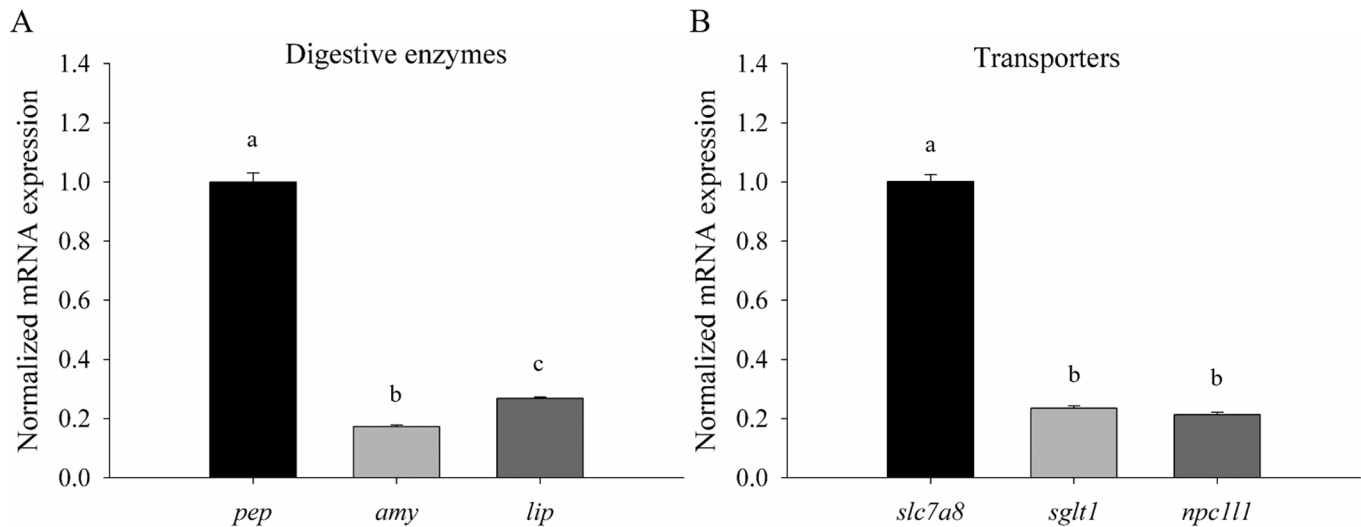 A
Digestive enzymes
Normalized mRNA expression
1.4
1.2
1.0
0.8
0.6
0.4
0.2
0.0
a
b
c
pep amy lip
B
Transporters
Normalized mRNA expression
1.4
1.2
1.0
0.8
0.6
0.4
0.2
0.0
a
b
b
slc7a8 sglt1 npc1l1